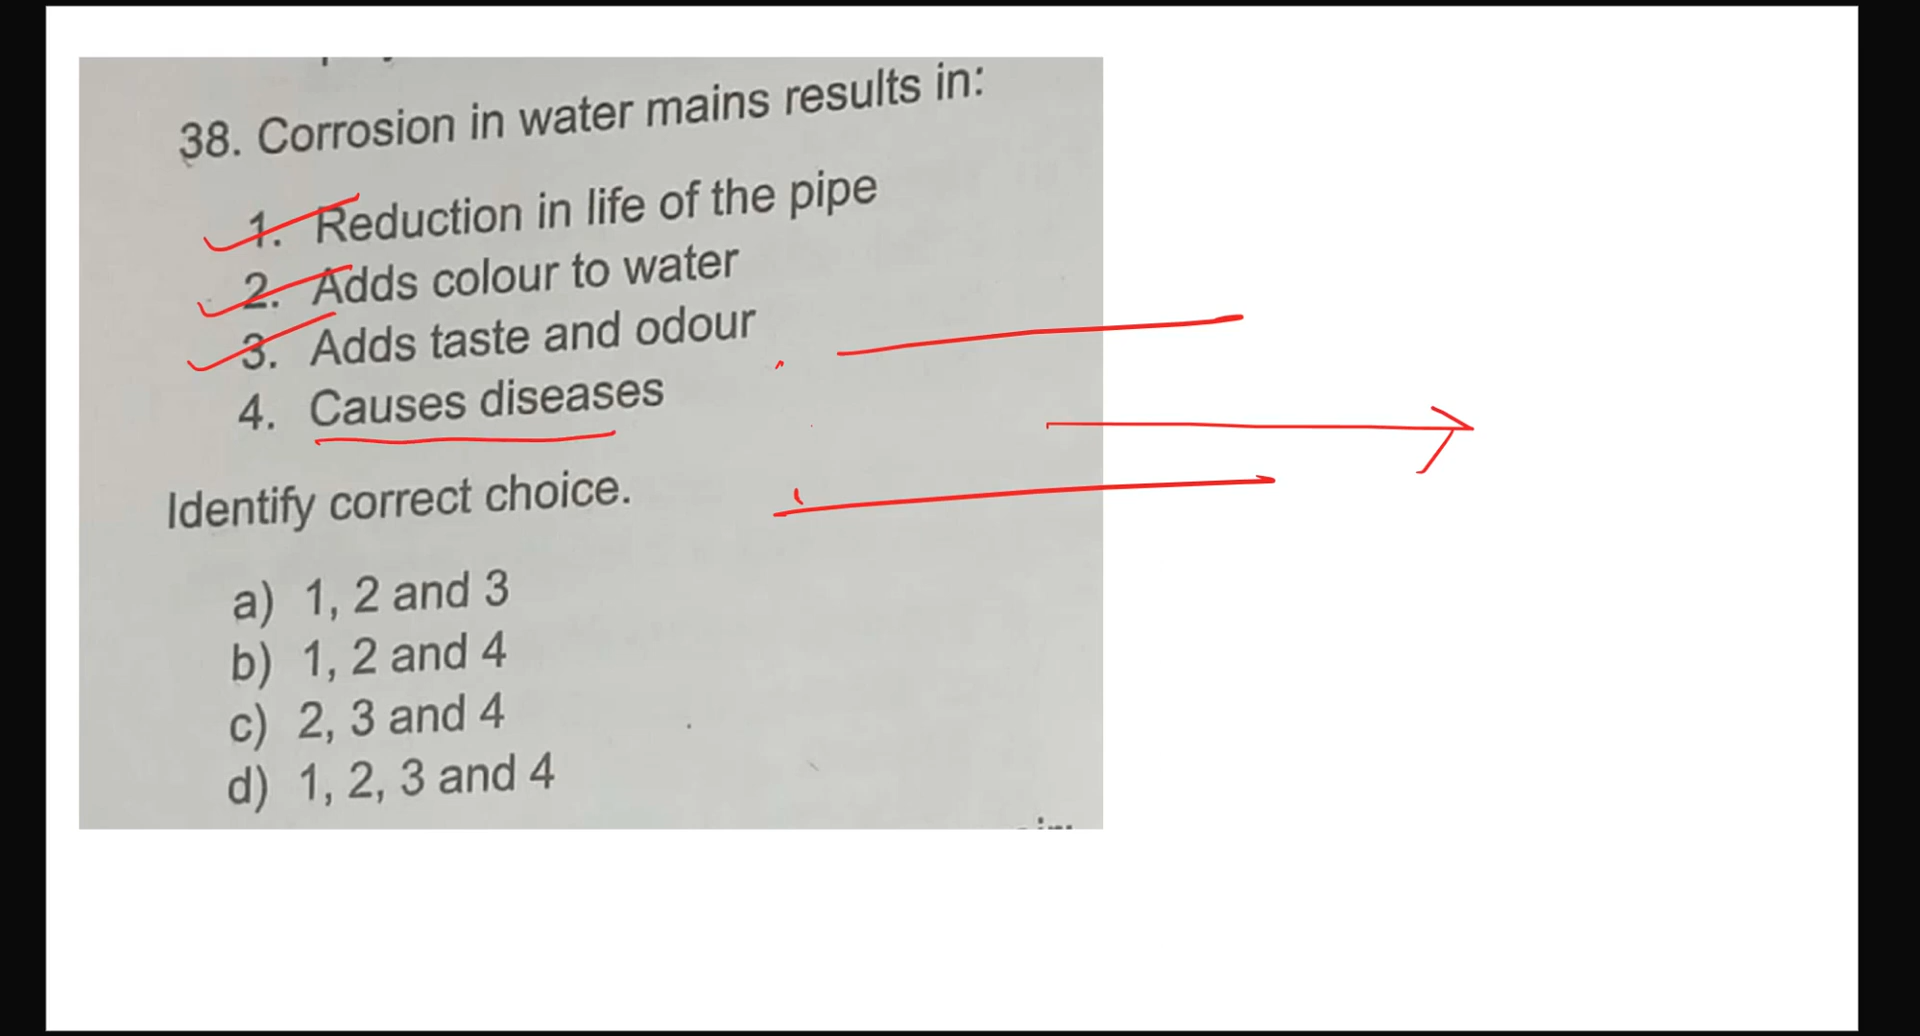 38. Corrosion in water mains results in:
1. Reduction in life of the pipe
2. Adds colour to water
3. Adds taste and odour
4. Causes diseases
Identify correct choice.
a) 1, 2 and 3
b) 1, 2 and 4
c) 2, 3 and 4
d) 1, 2, 3 and 4